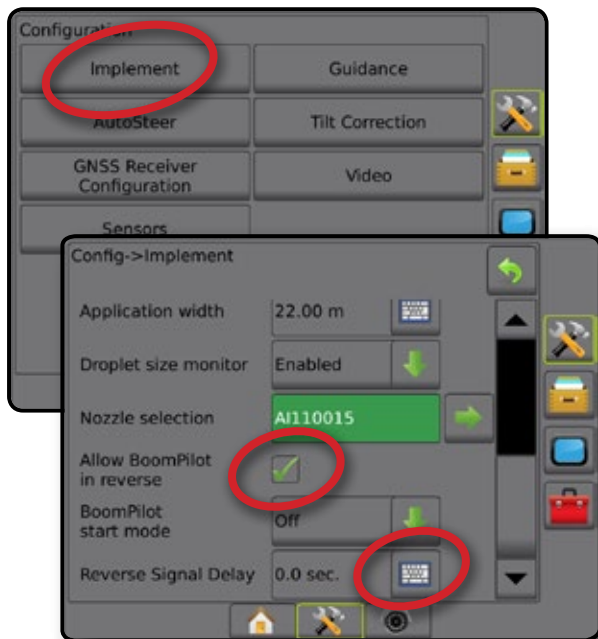 Configuration
Implement
Guidance
AutoSteer
Tilt Correction
GNSS Receiver
Configuration
Video
Sensors
Config->Implement
Application width
22.00 m
Droplet size monitor
Enabled
Nozzle selection
AI110015
Allow BoomPilot
in reverse
BoomPilot
start mode
Off
Reverse Signal Delay
0.0 sec.